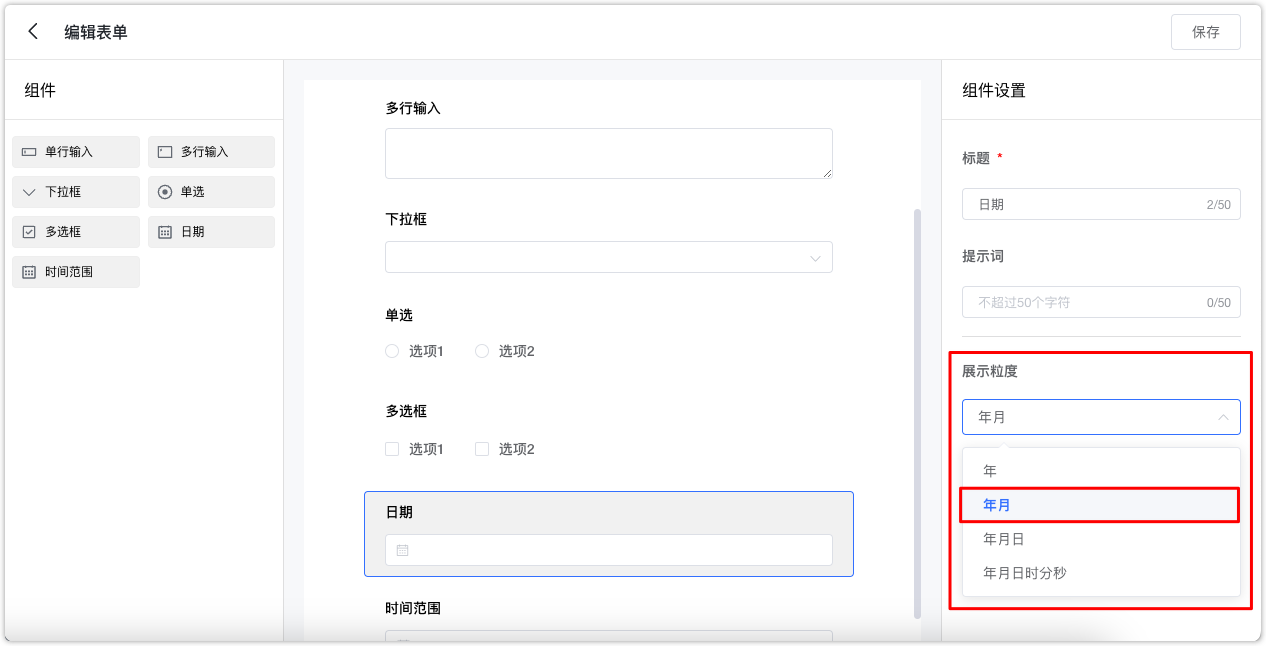 编辑表单
保存
组件
单行输入
多行输入
下拉框
单选
多选框
日期
时间范围
多行输入
下拉框
单选
选项1
选项2
多选框
选项1
选项2
日期
时间范围
组件设置
标题 *
日期
2/50
提示词
不超过50个字符
0/50
展示粒度
年月
年
年月
年月日
年月日时分秒